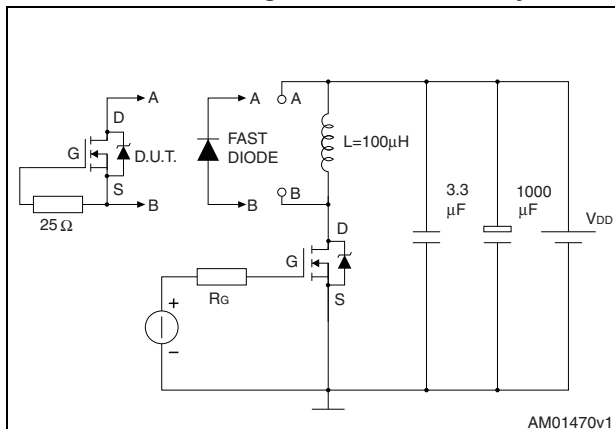 A
A
A
D
FAST
DIODE
L=100µH
G
D.U.T.
S
B
B
B
3.3
µF
1000
µF
VDD
25 Ω
D
G
RG
S
+
–
AM01470v1